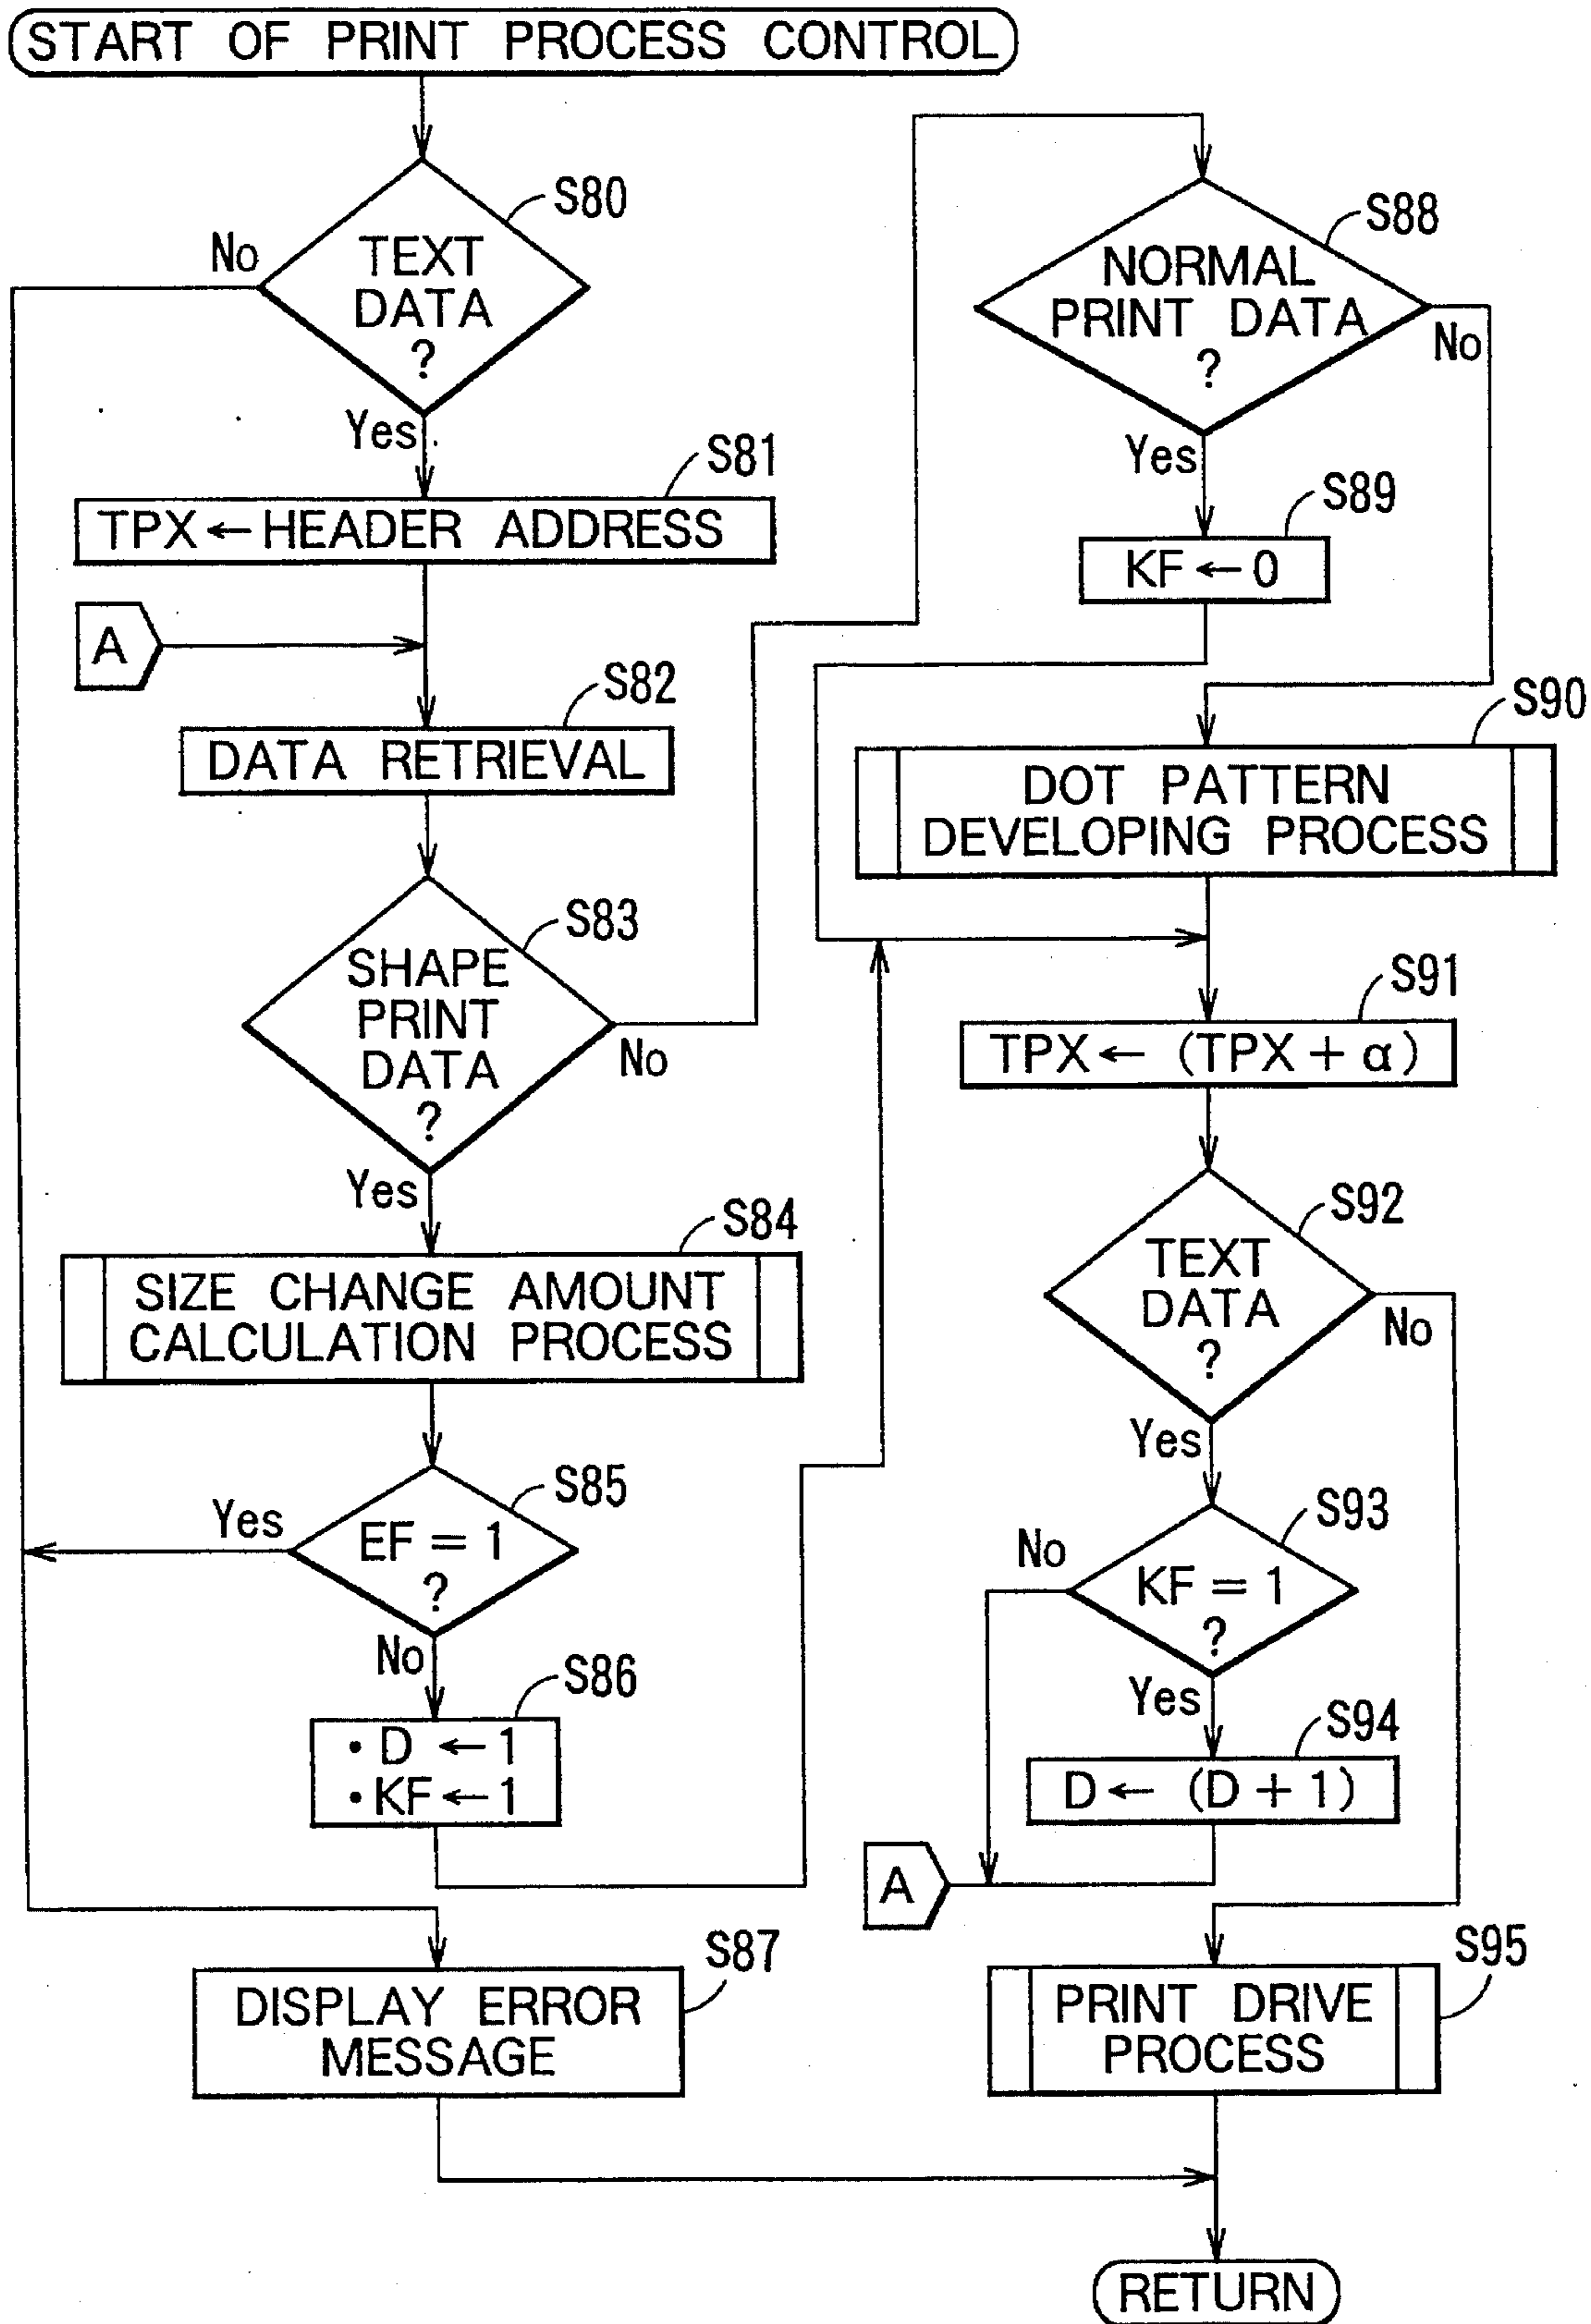 START OF PRINT PROCESS CONTROL
S80
No
TEXT
DATA
?
Yes
S81
TPX←HEADER ADDRESS
A
S82
DATA RETRIEVAL
S83
SHAPE
PRINT
DATA
?
No
Yes
S84
SIZE CHANGE AMOUNT
CALCULATION PROCESS
S85
Yes
EF = 1
?
No
S86
• D ← 1
• KF ← 1
S87
DISPLAY ERROR
MESSAGE
S88
NORMAL
PRINT DATA
?
No
Yes
S89
KF ← 0
S90
DOT PATTERN
DEVELOPING PROCESS
S91
TPX← (TPX + α)
S92
TEXT
DATA
?
No
Yes
S93
No
KF = 1
?
Yes
S94
D← (D + 1)
A
S95
PRINT DRIVE
PROCESS
RETURN